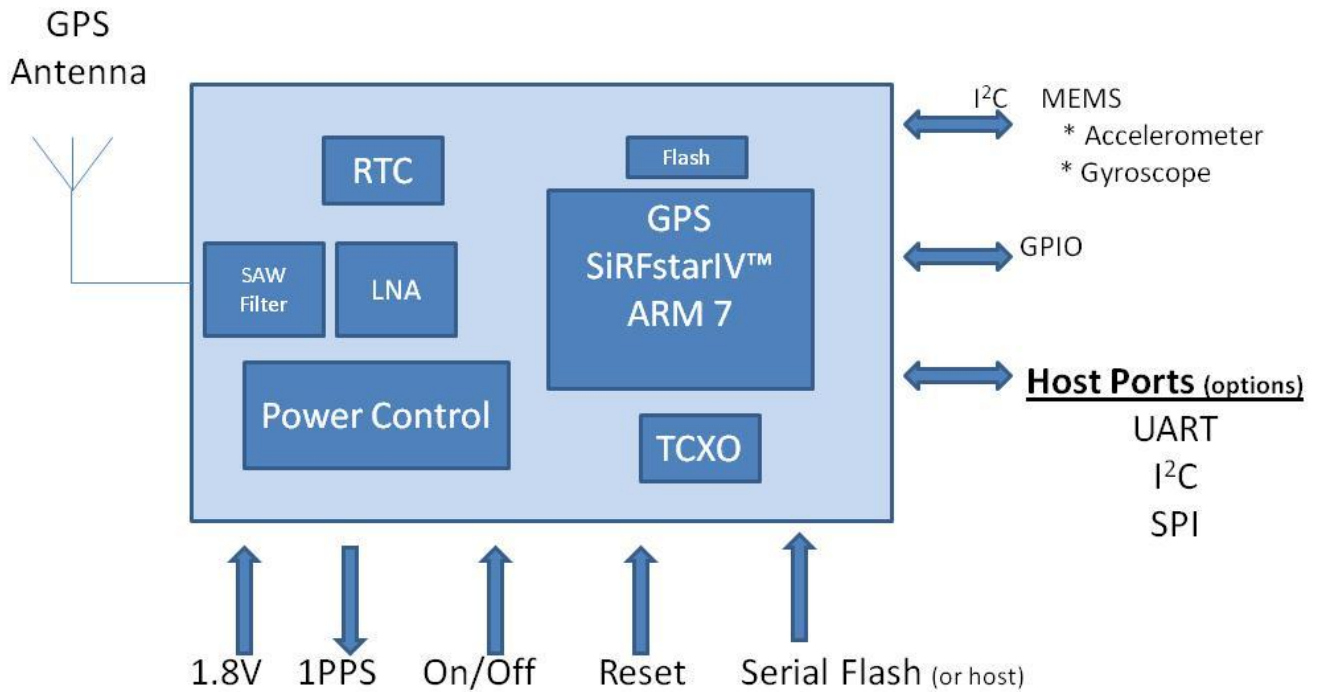 GPS
Antenna
RTC
SAW
Filter
LNA
Power Control
Flash
GPS
SiRFstarIV™
ARM 7
TCXO
I²C MEMS
* Accelerometer
* Gyroscope
GPIO
Host Ports (options)
UART
I²C
SPI
1.8V 1PPS On/Off Reset Serial Flash (or host)